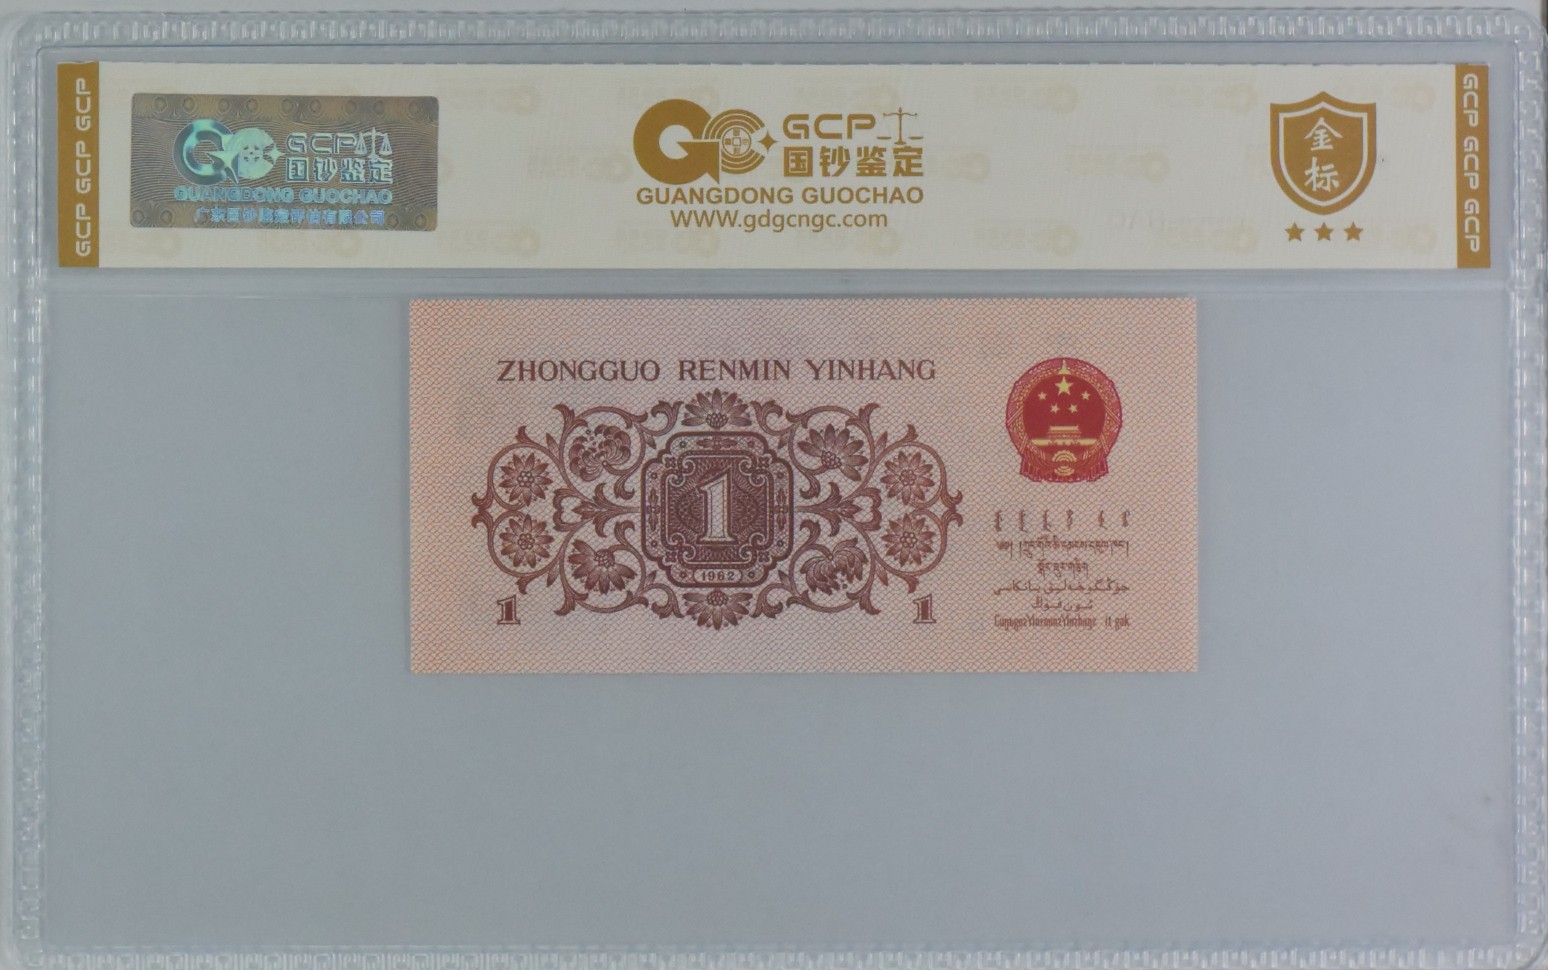 GCP GCP GCP
GCP
国钞鉴定
GUANGDONG GUOCHAO
广东国钞鉴定评估有限公司
GCP
国钞鉴定
GUANGDONG GUOCHAO
WWW.gdgcngc.com
金
标
GCP GCP GCP
ZHONGGUO RENMIN YINHANG
1
1962
1
1